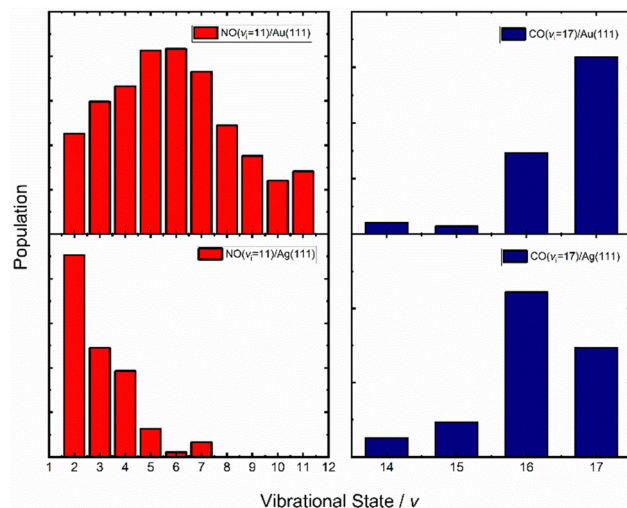 NO(vi=11)/Au(111)
CO(vi=17)/Au(111)
Population
NO(vi=11)/Ag(111)
CO(vi=17)/Ag(111)
1 2 3 4 5 6 7 8 9 10 11 12
14 15 16 17
Vibrational State / v